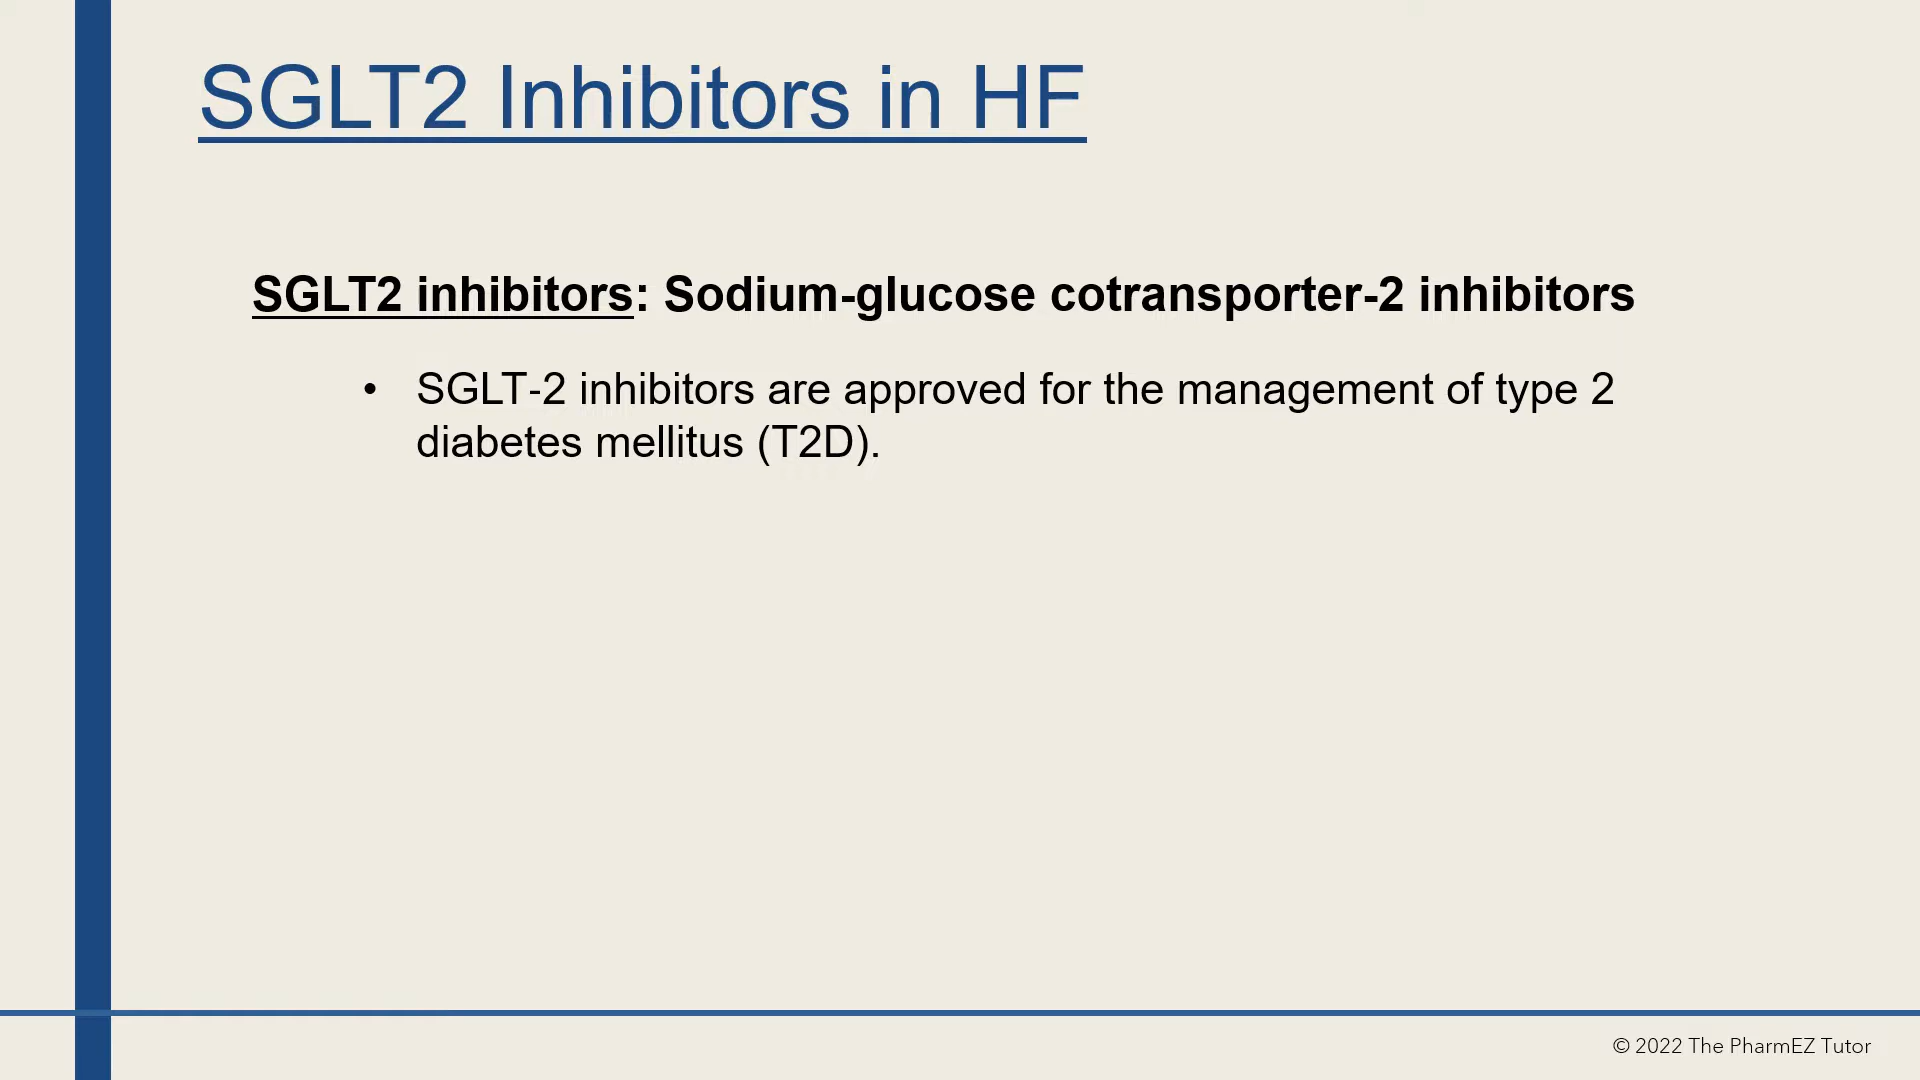 SGLT2 Inhibitors in HF
SGLT2 inhibitors: Sodium-glucose cotransporter-2 inhibitors
• SGLT-2 inhibitors are approved for the management of type 2
diabetes mellitus (T2D).
© 2022 The PharmEZ Tutor